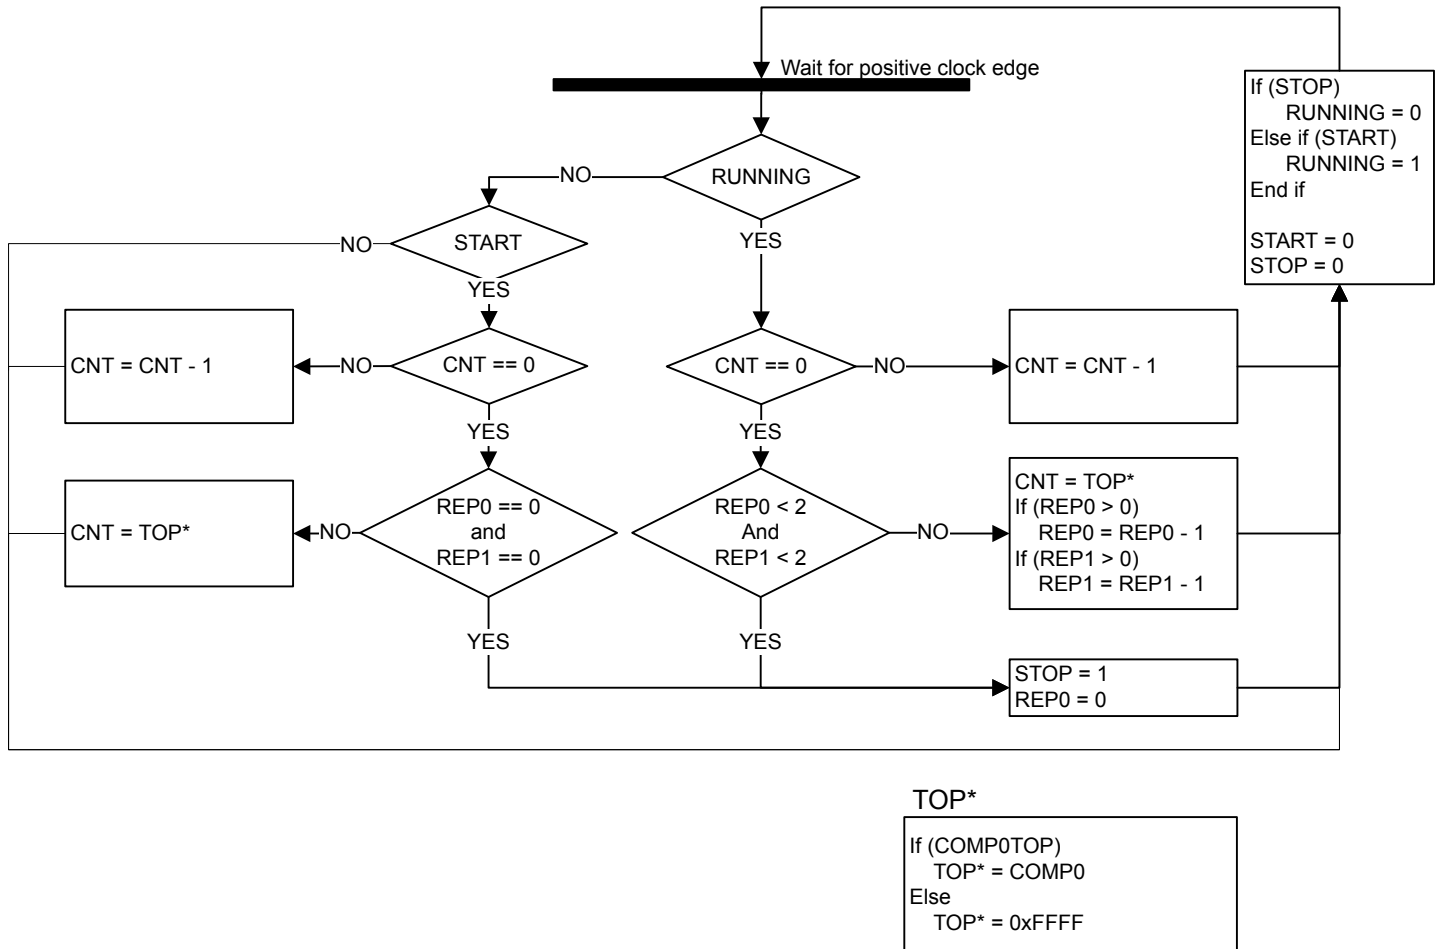 Wait for positive clock edge
If (STOP)
RUNNING = 0
Else if (START)
RUNNING = 1
End if
START = 0
STOP = 0
RUNNING
NO
YES
START
NO
YES
CNT == 0
NO
CNT = CNT - 1
YES
CNT == 0
NO
CNT = CNT - 1
YES
REP0 == 0
and
REP1 == 0
NO
CNT = TOP*
YES
REP0 < 2
And
REP1 < 2
NO
CNT = TOP*
If (REP0 > 0)
REP0 = REP0 - 1
If (REP1 > 0)
REP1 = REP1 - 1
YES
STOP = 1
REP0 = 0
TOP*
If (COMP0TOP)
TOP* = COMP0
Else
TOP* = 0xFFFF